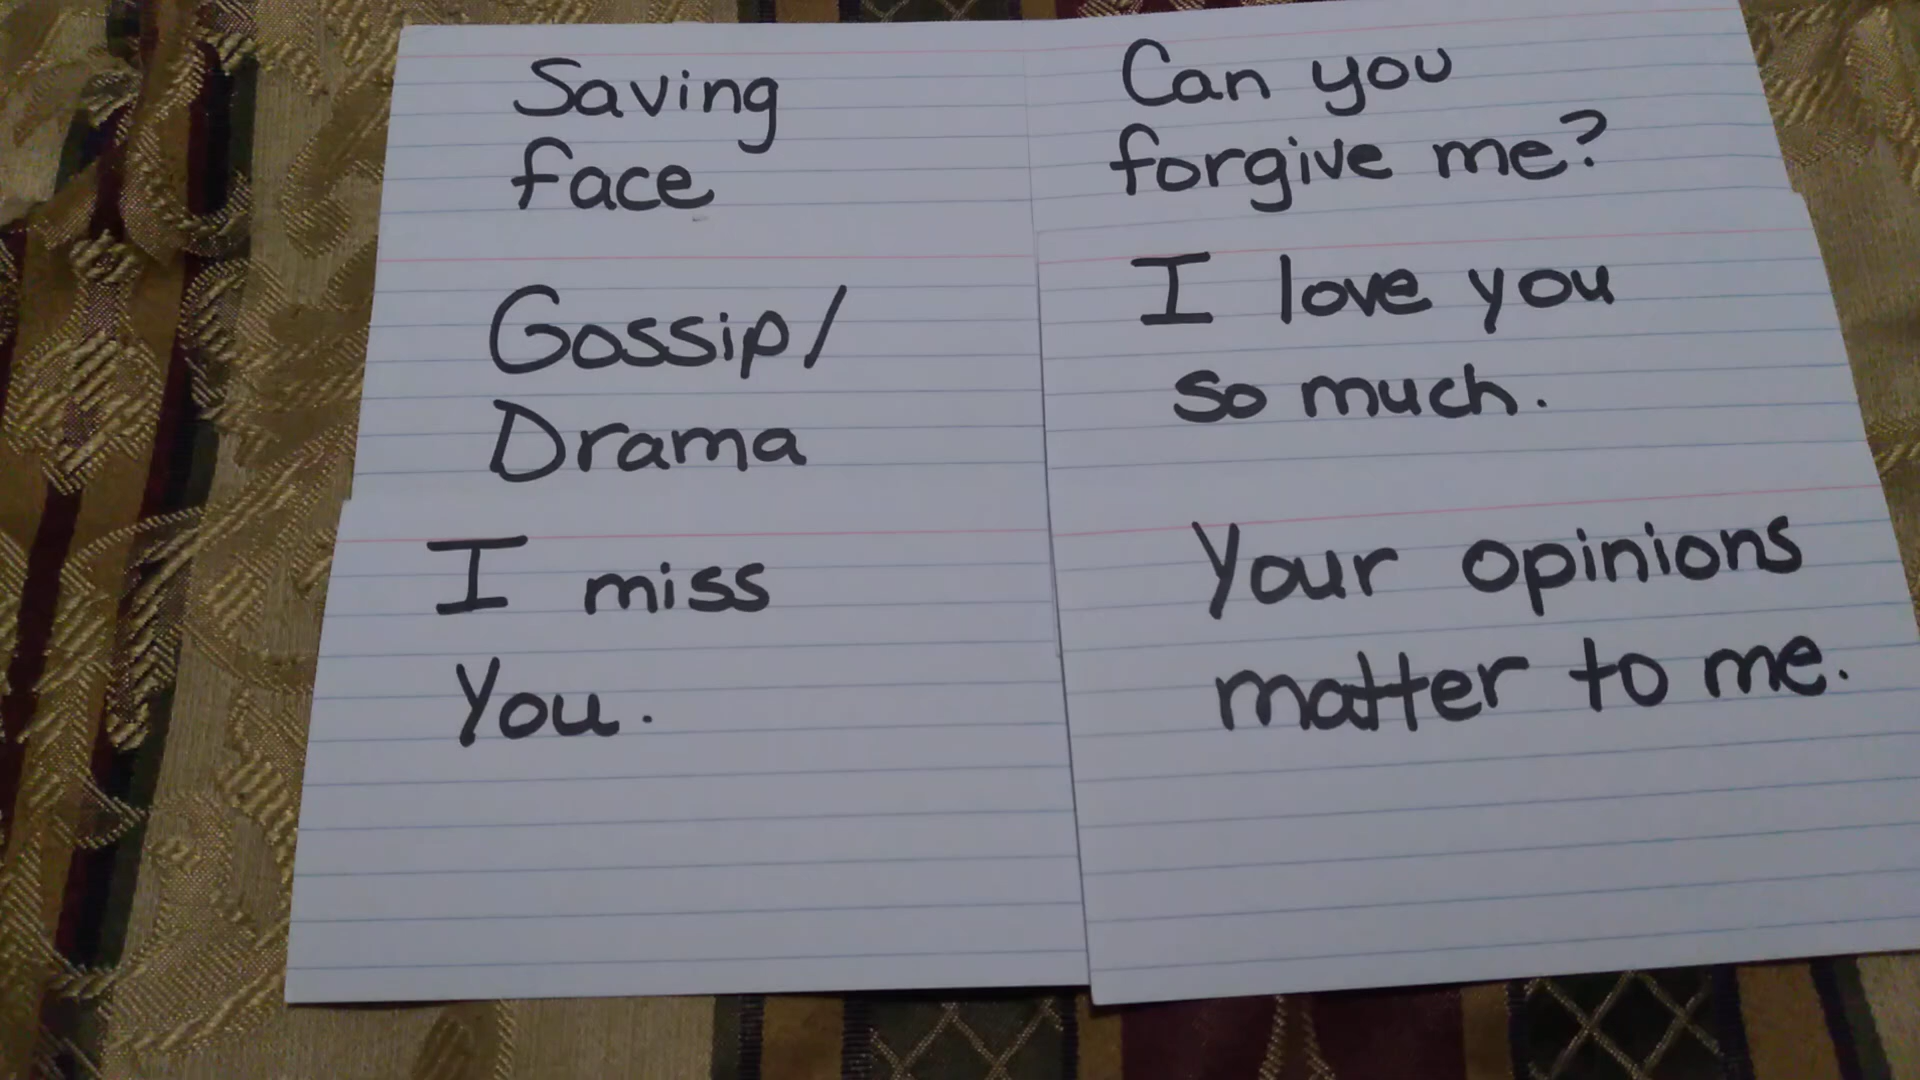 Saving
face
Gossip/
Drama
I miss
You.
Can you
forgive me?
I love you
so much.
Your opinions
matter to me.